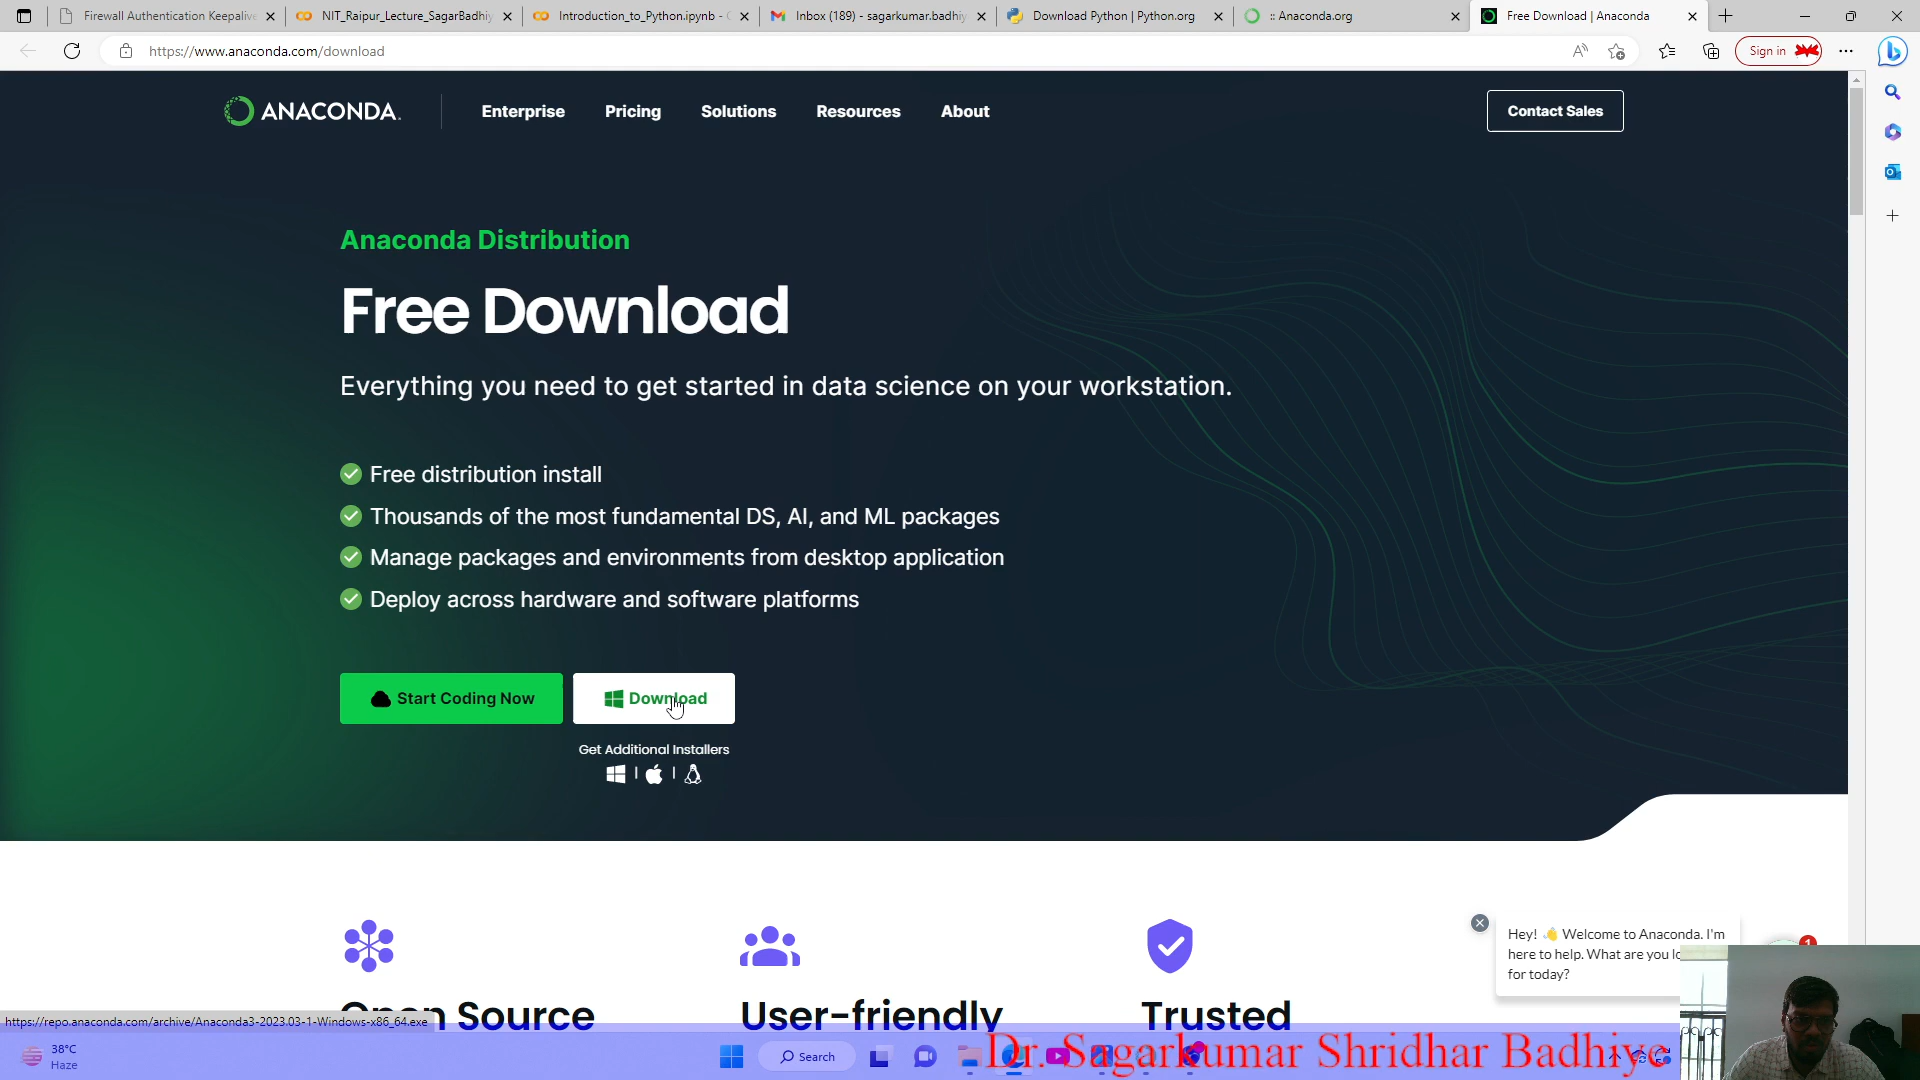 Firewall Authentication Keepaliv
NIT_Raipur_Lecture_SagarBadhiy
Introduction_to_Python.ipynb - C
Inbox (189) - sagarkumar.badhiy
Download Python | Python.org
:: Anaconda.org
Free Download | Anaconda
https://www.anaconda.com/download
Sign in
ANACONDA.
Enterprise
Pricing
Solutions
Resources
About
Contact Sales
Anaconda Distribution
Free Download
Everything you need to get started in data science on your workstation.
Free distribution install
Thousands of the most fundamental DS, AI, and ML packages
Manage packages and environments from desktop application
Deploy across hardware and software platforms
Start Coding Now
Download
Get Additional Installers
Hey! 👋 Welcome to Anaconda. I'm
here to help. What are you lo
for today?
1
Open Source
User-friendly
Trusted
https://repo.anaconda.com/archive/Anaconda3-2023.03-1-Windows-x86_64.exe
38°C
Haze
Search
Dr. Sagarkumar Shridhar Badhiye